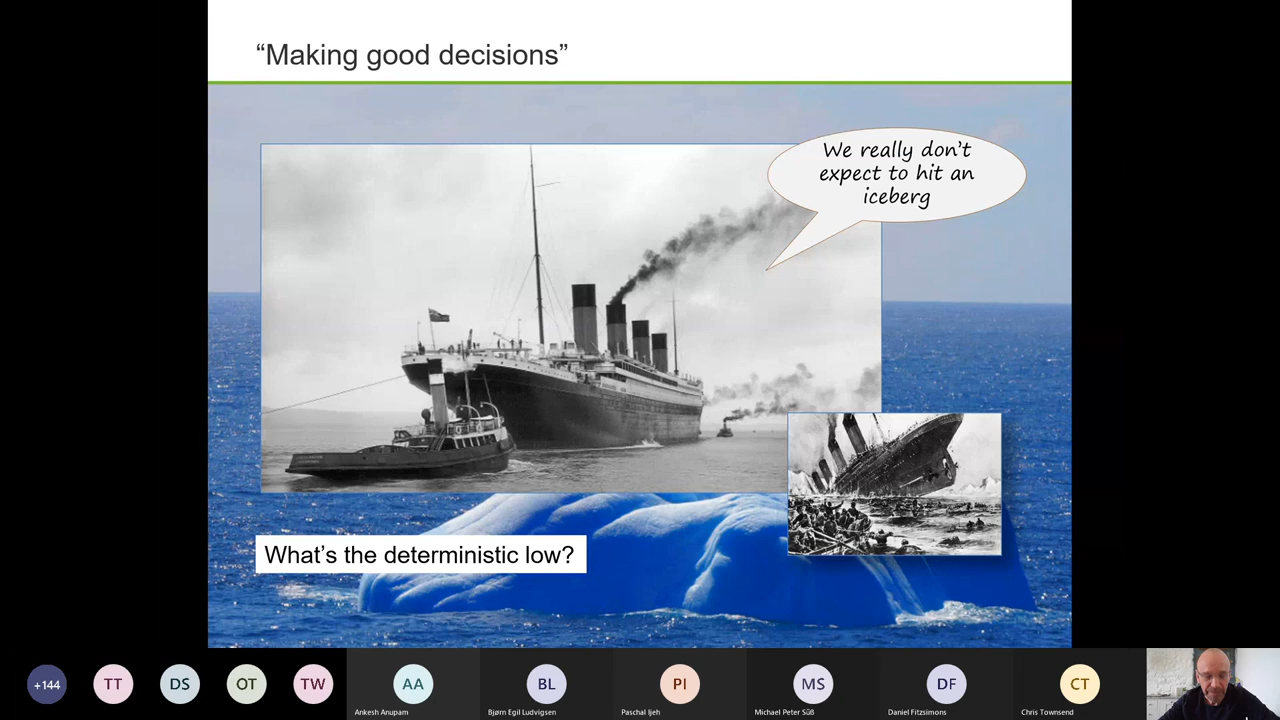 “Making good decisions”
We really don’t
expect to hit an
iceberg
What’s the deterministic low?
+144
TT
DS
OT
TW
AA
BL
PI
MS
DF
CT
Ankesh Anupam
Bjørn Egil Ludvigsen
Paschal Ijeh
Michael Peter Süß
Daniel Fitzsimons
Chris Townsend